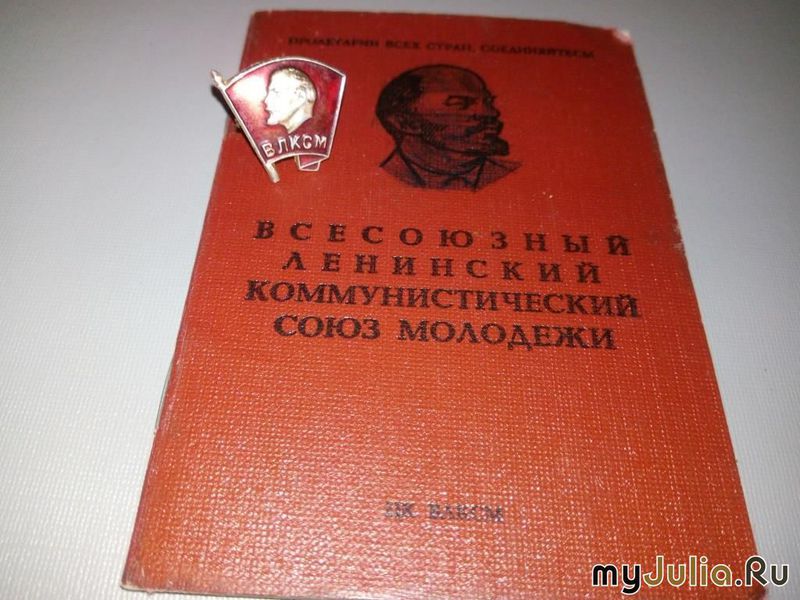 ПРОЛЕТАРИИ ВСЕХ СТРАН, СОЕДИНЯЙТЕСЬ!
ВЛКСМ
ВСЕСОЮЗНЫЙ
ЛЕНИНСКИЙ
КОММУНИСТИЧЕСКИЙ
СОЮЗ МОЛОДЕЖИ
ЦК ВЛКСМ
myJulia.Ru